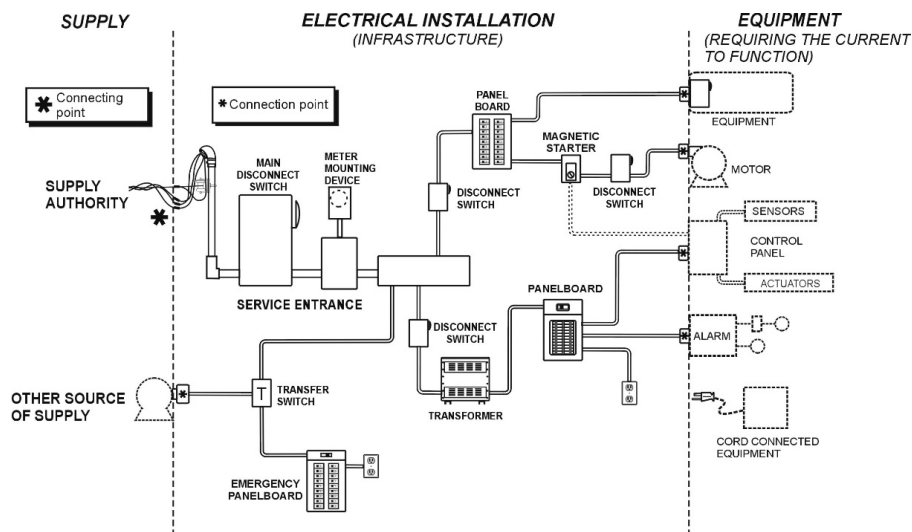 SUPPLY
ELECTRICAL INSTALLATION
(INFRASTRUCTURE)
EQUIPMENT
(REQUIRING THE CURRENT
TO FUNCTION)
* Connecting
point
* Connection point
PANEL
BOARD
EQUIPMENT
MAGNETIC
STARTER
METER
MOUNTING
DEVICE
MAIN
DISCONNECT
SWITCH
MOTOR
SUPPLY
AUTHORITY
*
DISCONNECT
SWITCH
DISCONNECT
SWITCH
SENSORS
CONTROL
PANEL
ACTUATORS
SERVICE ENTRANCE
PANELBOARD
DISCONNECT
SWITCH
ALARM
OTHER SOURCE
OF SUPPLY
T
TRANSFER
SWITCH
TRANSFORMER
CORD CONNECTED
EQUIPMENT
EMERGENCY
PANELBOARD